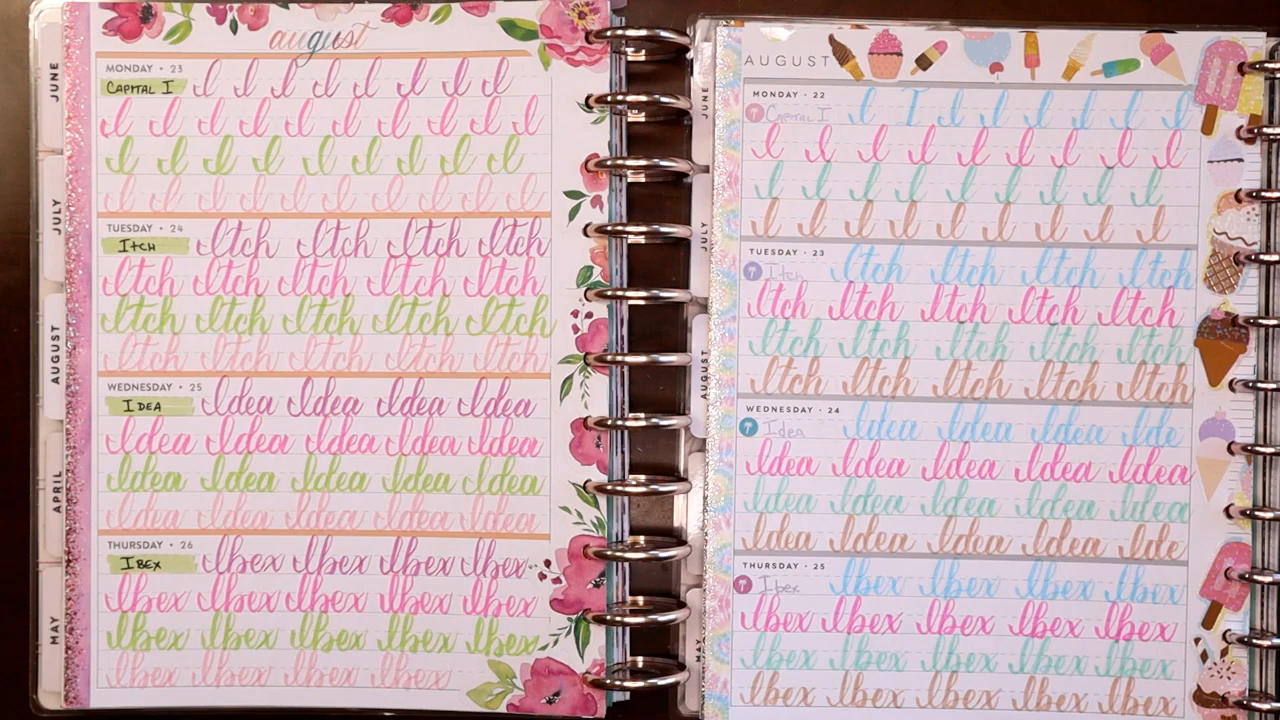 JUNE
JULY
AUGUST
APRIL
MAY
august
MONDAY • 23
CAPITAL I I I I I I I I I
I I I I I I I I I I
I I I I I I I I I
I I I I I I I I I
TUESDAY • 24
ITCH Itch Itch Itch Itch
Itch Itch Itch Itch Itch
Itch Itch Itch Itch Itch
Itch Itch Itch Itch Itch
WEDNESDAY • 25
IDEA Idea Idea Idea Idea
Idea Idea Idea Idea Idea
Idea Idea Idea Idea Idea
Idea Idea Idea Idea Idea
THURSDAY • 26
IBEX Ibex Ibex Ibex Ibex
Ibex Ibex Ibex Ibex Ibex
Ibex Ibex Ibex Ibex Ibex
Ibex Ibex Ibex Ibex
JUNE
JULY
AUGUST
MAY
AUGUST
MONDAY • 22
CAPITAL I I I I I I I I I
I I I I I I I I I
I I I I I I I I I
I I I I I I I I I
TUESDAY • 23
Itch Itch Itch Itch Itch
Itch Itch Itch Itch Itch
Itch Itch Itch Itch Itch
Itch Itch Itch Itch Itch
WEDNESDAY • 24
Idea Idea Idea Idea Ide
Idea Idea Idea Idea Idea
Idea Idea Idea Idea Idea
Idea Idea Idea Idea Ide
THURSDAY • 25
Ibex Ibex Ibex Ibex Ibex
Ibex Ibex Ibex Ibex Ibex
Ibex Ibex Ibex Ibex Ibex
Ibex Ibex Ibex Ibex Ibex